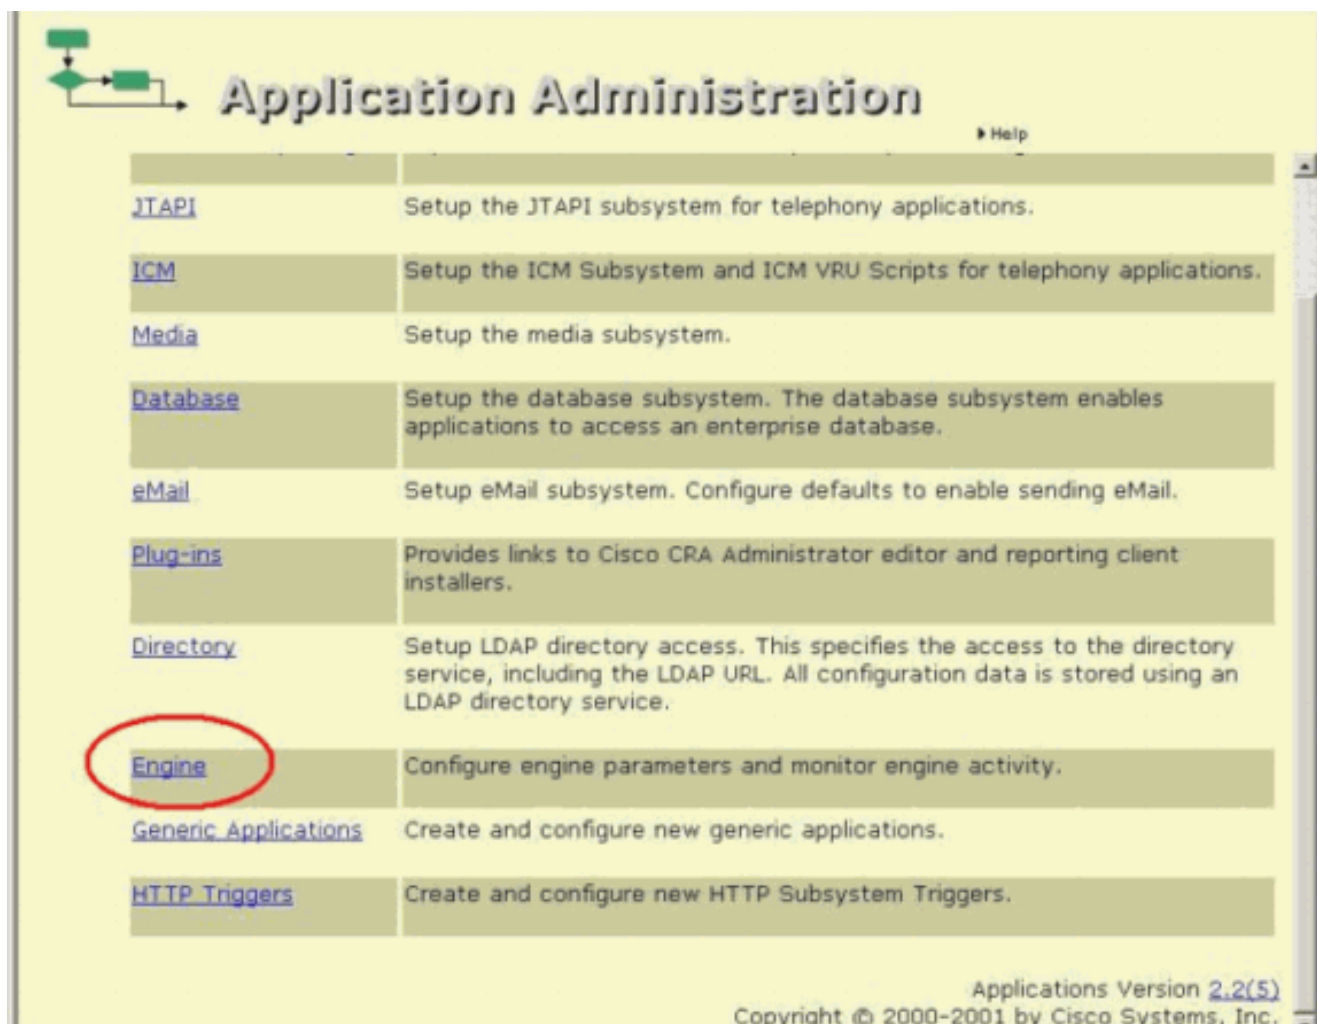 Application Administration
Help
JTAPI
Setup the JTAPI subsystem for telephony applications.
ICM
Setup the ICM Subsystem and ICM VRU Scripts for telephony applications.
Media
Setup the media subsystem.
Database
Setup the database subsystem. The database subsystem enables
applications to access an enterprise database.
eMail
Setup eMail subsystem. Configure defaults to enable sending eMail.
Plug-ins
Provides links to Cisco CRA Administrator editor and reporting client
installers.
Directory
Setup LDAP directory access. This specifies the access to the directory
service, including the LDAP URL. All configuration data is stored using an
LDAP directory service.
Engine
Configure engine parameters and monitor engine activity.
Generic Applications
Create and configure new generic applications.
HTTP Triggers
Create and configure new HTTP Subsystem Triggers.
Applications Version 2.2(5)
Copyright © 2000-2001 by Cisco Systems, Inc.